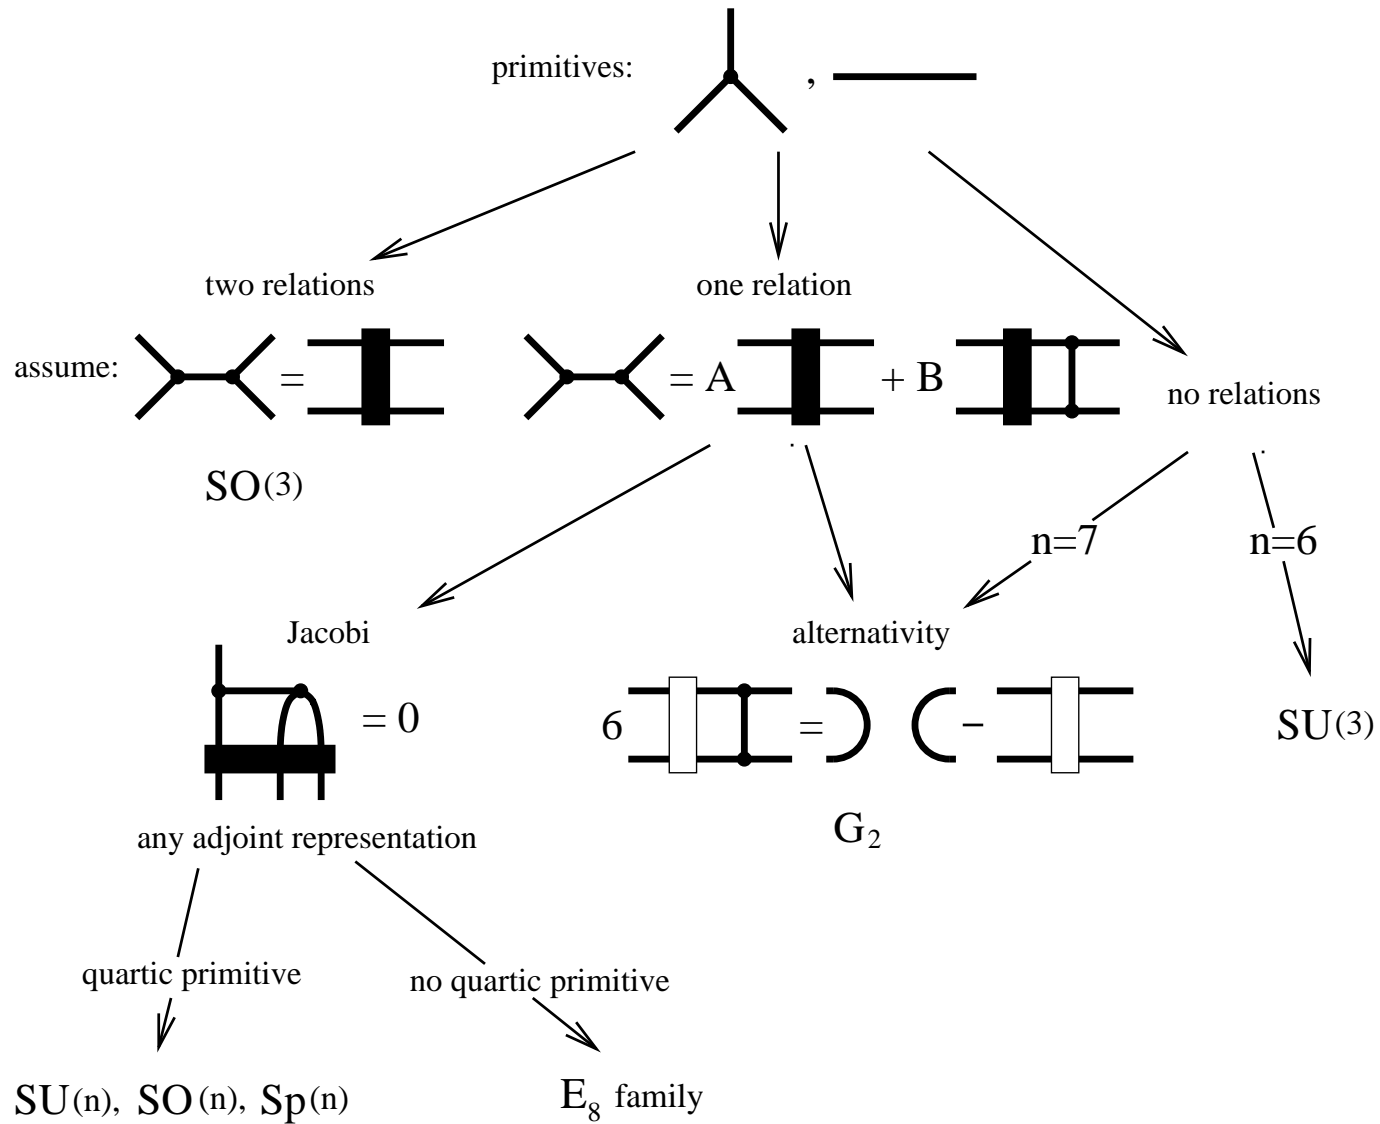 primitives: ,
two relations
one relation
assume: = = A + B
no relations
SO(3)
n=7 n=6
Jacobi
alternativity
= 0
6 = −
SU(3)
any adjoint representation
G₂
quartic primitive
no quartic primitive
SU(n), SO(n), Sp(n)
E₈ family